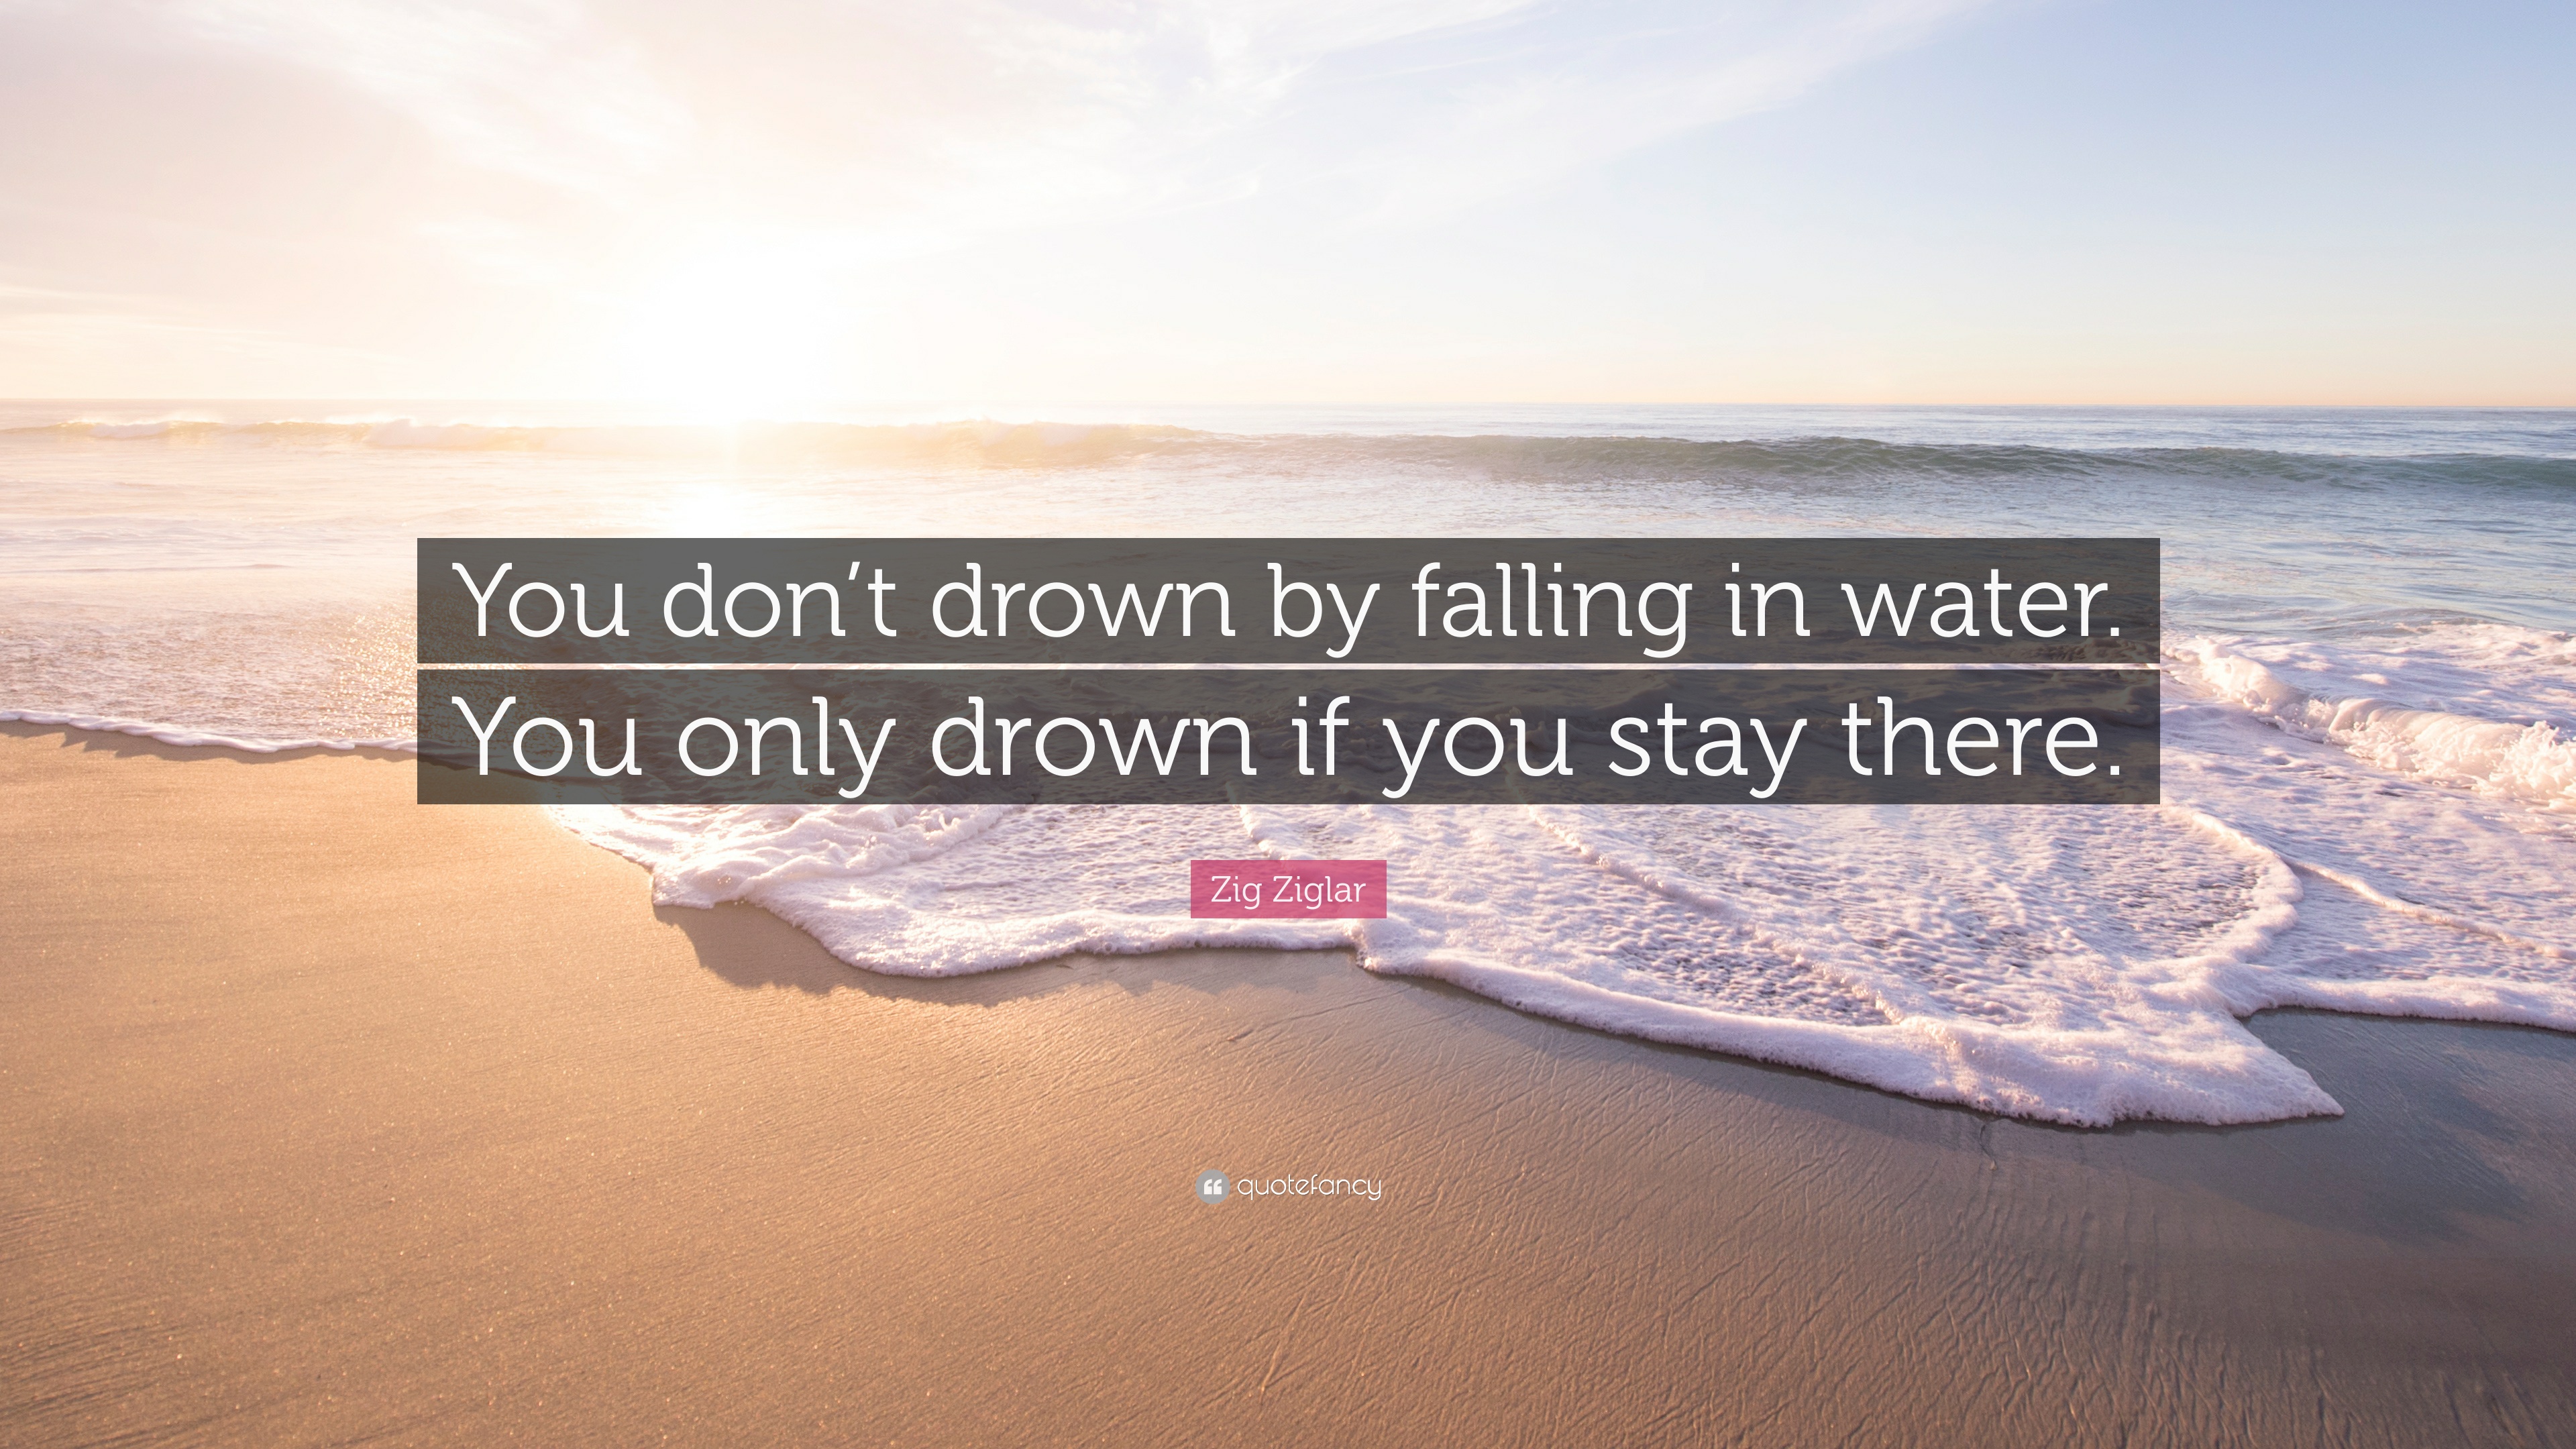 You don’t drown by falling in water.
You only drown if you stay there.
Zig Ziglar
quotefancy